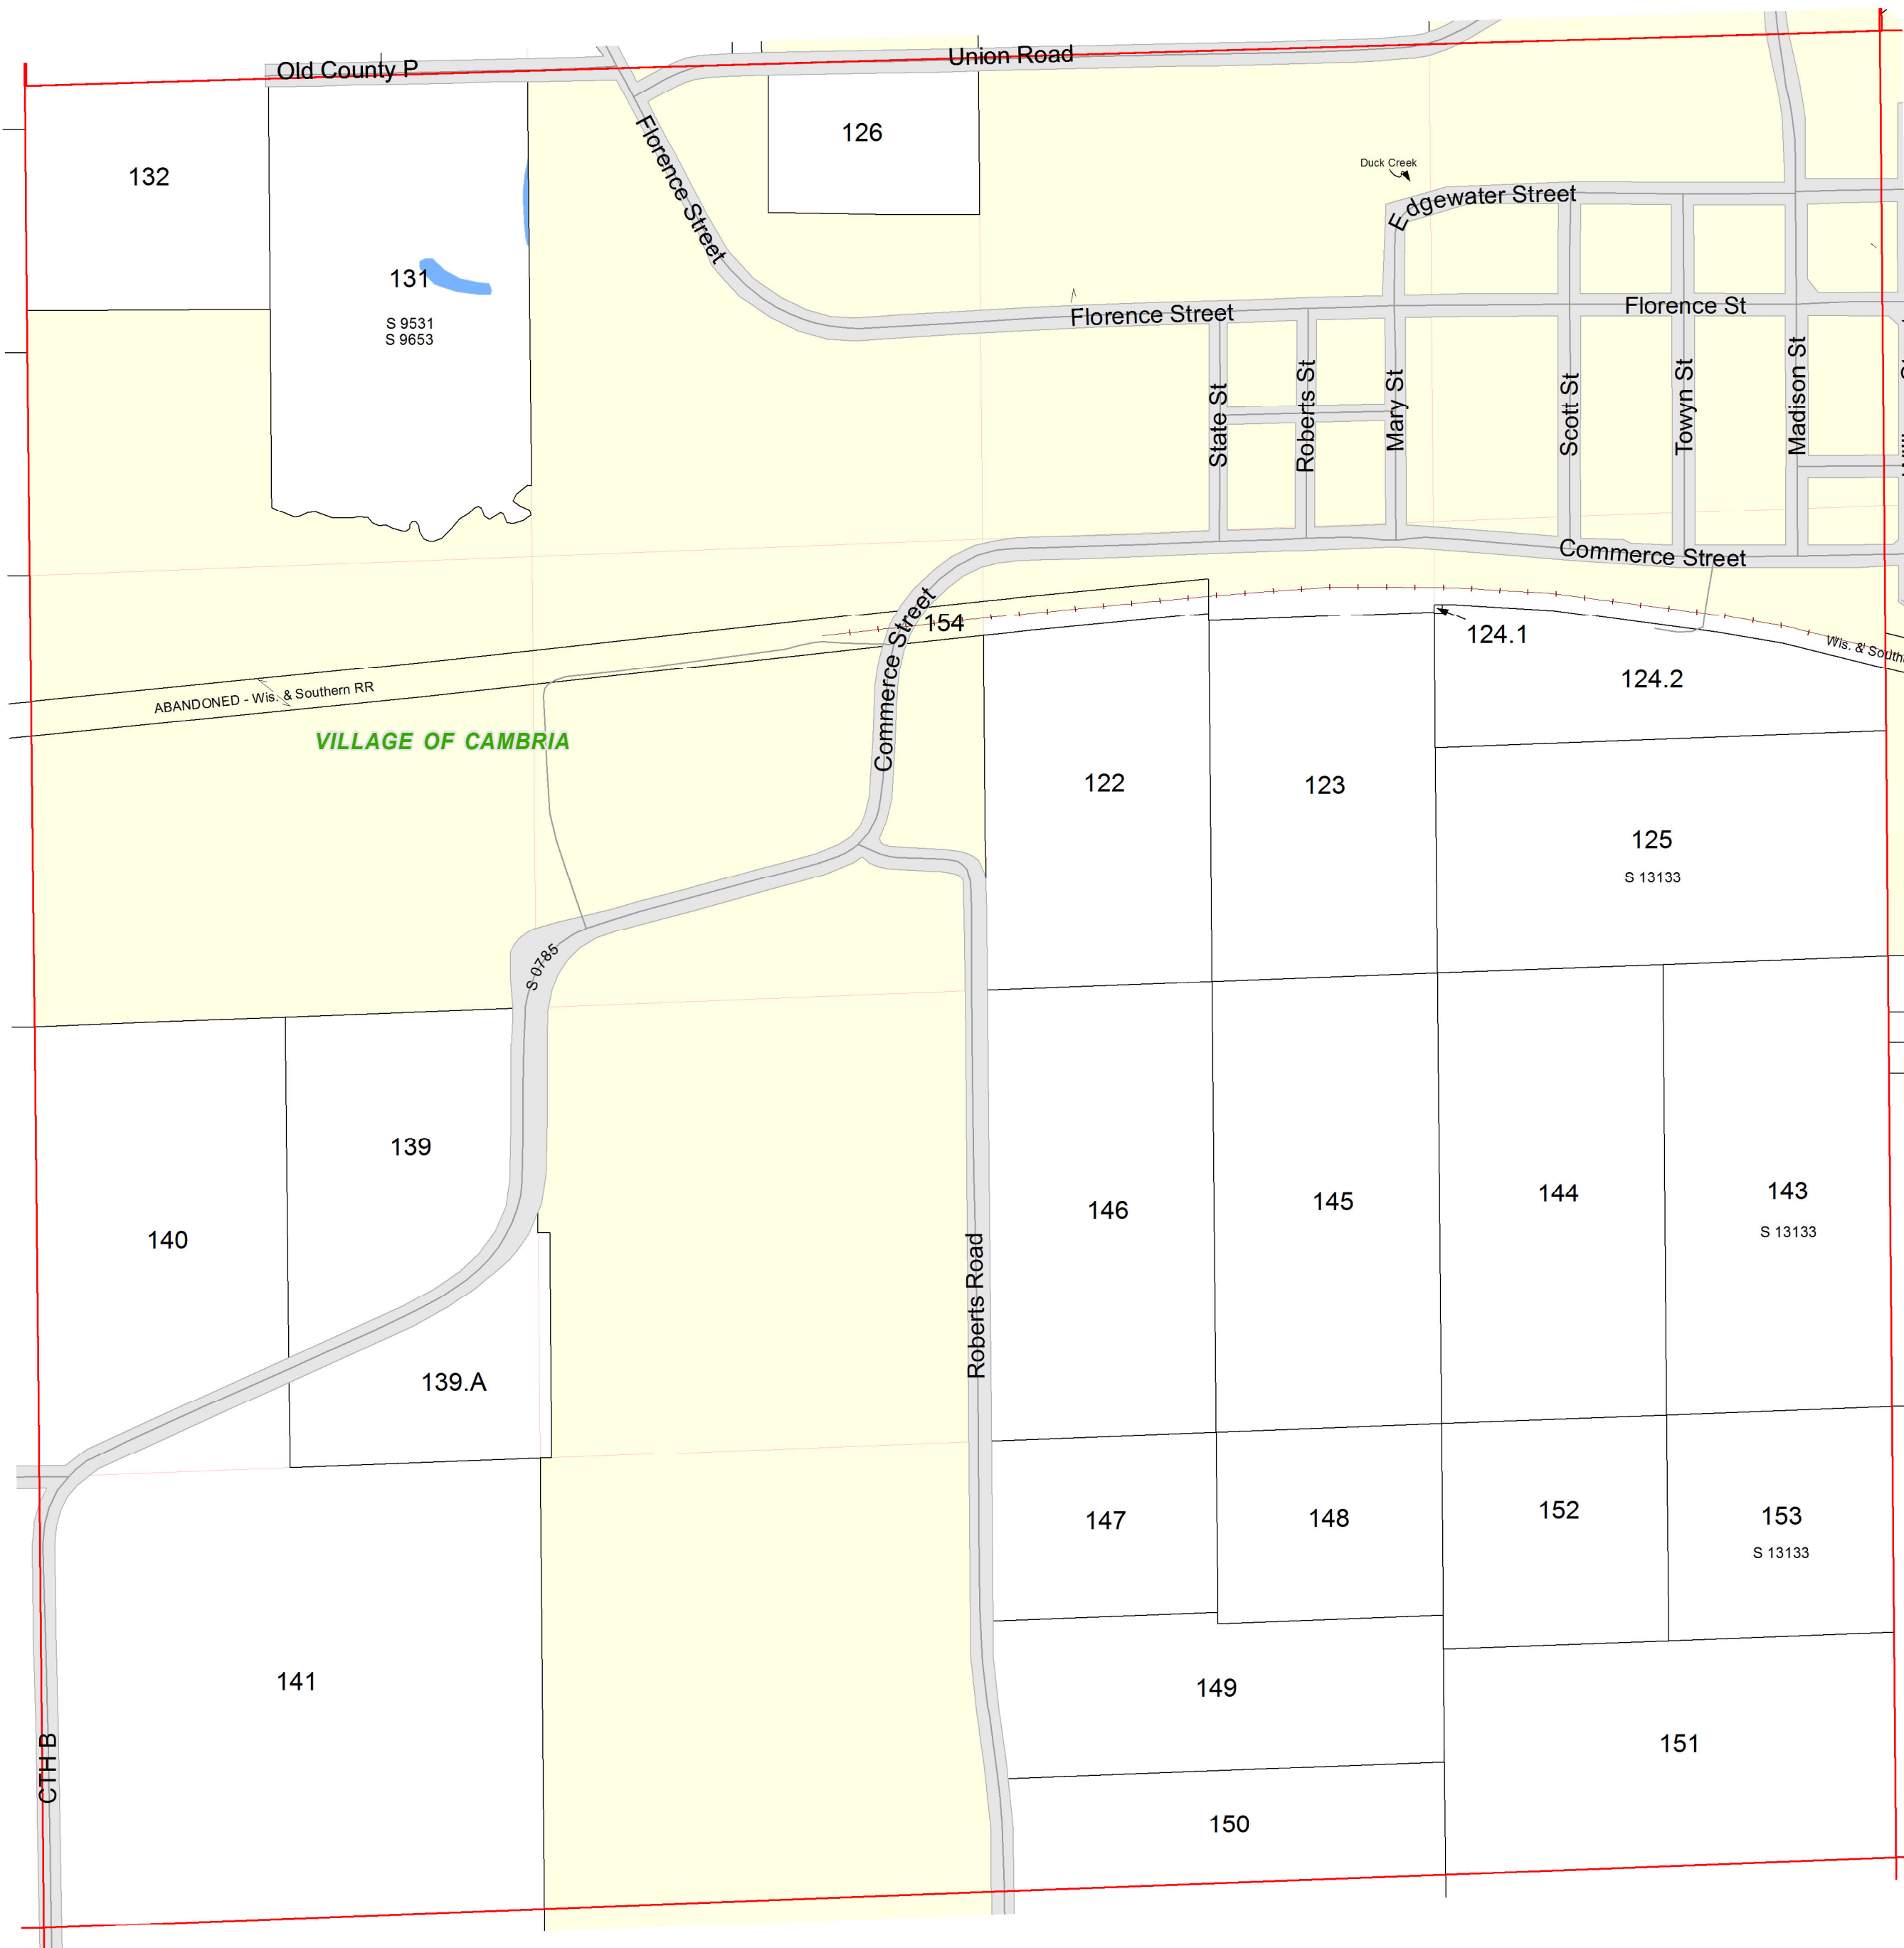 Old County P
Union Road
126
132
Florence Street
Duck Creek
Edgewater Street
131
S 9531
S 9653
Florence Street
Florence St
State St
Roberts St
Mary St
Scott St
Towyn St
Madison St
Commerce Street
154
Commerce Street
124.1
124.2
Wis. & South
ABANDONED - Wis. & Southern RR
VILLAGE OF CAMBRIA
122
123
125
S 13133
S 0785
139
140
146
145
144
143
S 13133
Roberts Road
139.A
147
148
152
153
S 13133
141
149
151
CTH B
150